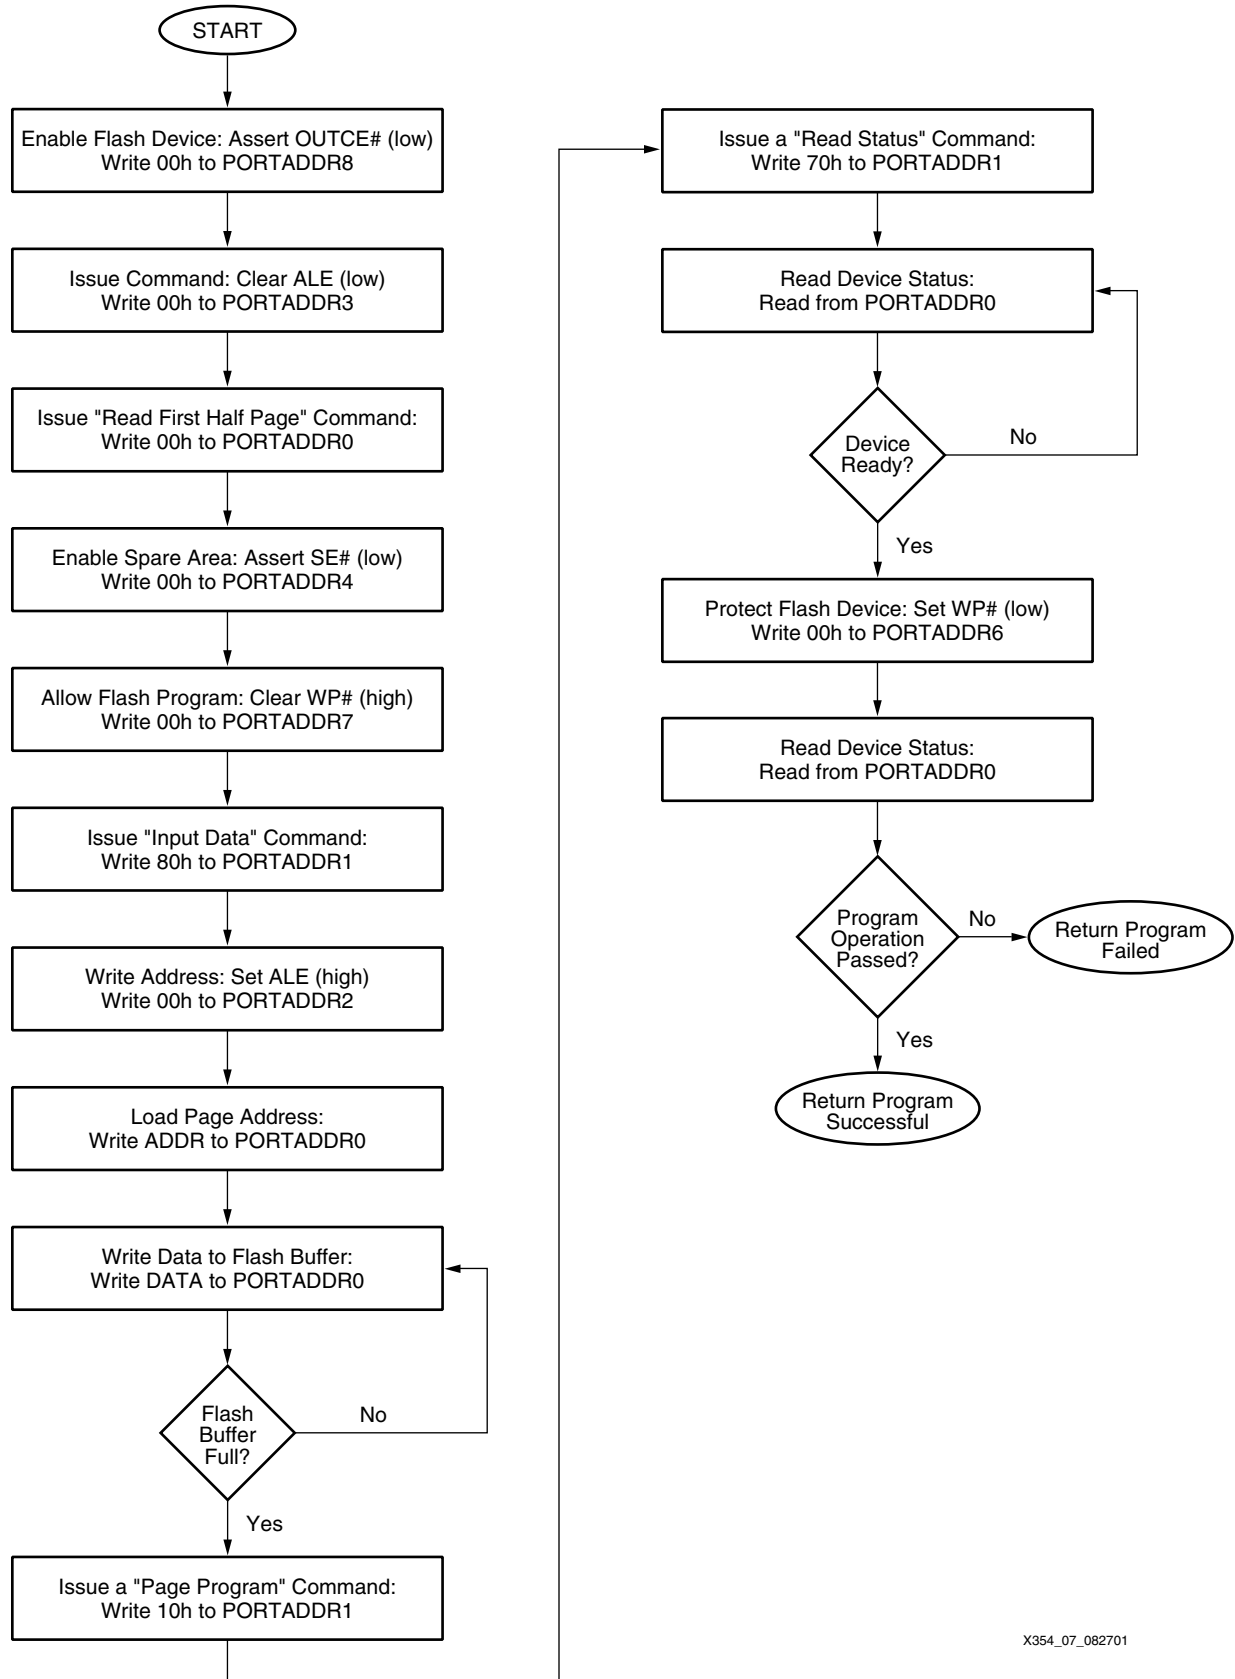 START
Enable Flash Device: Assert OUTCE# (low)
Write 00h to PORTADDR8
Issue Command: Clear ALE (low)
Write 00h to PORTADDR3
Issue "Read First Half Page" Command:
Write 00h to PORTADDR0
Enable Spare Area: Assert SE# (low)
Write 00h to PORTADDR4
Allow Flash Program: Clear WP# (high)
Write 00h to PORTADDR7
Issue "Input Data" Command:
Write 80h to PORTADDR1
Write Address: Set ALE (high)
Write 00h to PORTADDR2
Load Page Address:
Write ADDR to PORTADDR0
Write Data to Flash Buffer:
Write DATA to PORTADDR0
Flash
Buffer
Full?
No
Yes
Issue a "Page Program" Command:
Write 10h to PORTADDR1
Issue a "Read Status" Command:
Write 70h to PORTADDR1
Read Device Status:
Read from PORTADDR0
Device
Ready?
No
Yes
Protect Flash Device: Set WP# (low)
Write 00h to PORTADDR6
Read Device Status:
Read from PORTADDR0
Program
Operation
Passed?
No
Return Program
Failed
Yes
Return Program
Successful
X354_07_082701